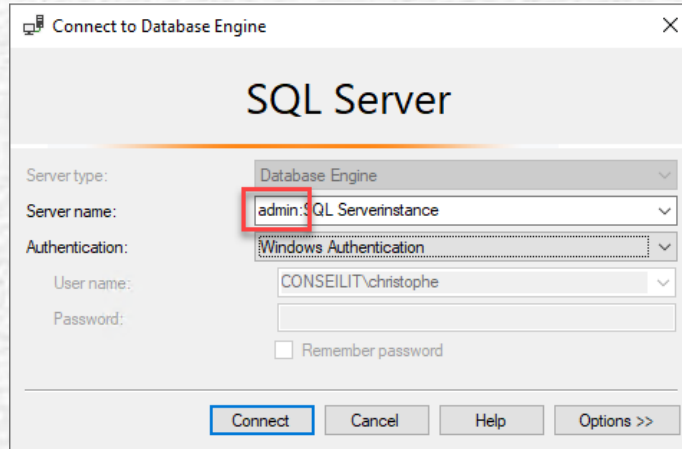 Connect to Database Engine
SQL Server
Server type: Database Engine
Server name: admin:SQL Serverinstance
Authentication: Windows Authentication
User name: CONSEILIT\christophe
Password:
Remember password
Connect Cancel Help Options >>